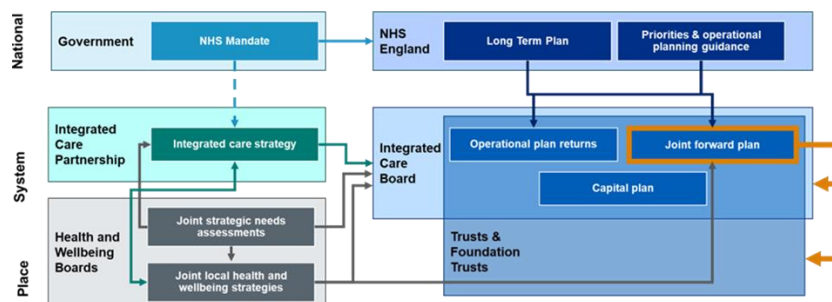 National
Government
NHS Mandate
NHS
England
Long Term Plan
Priorities & operational
planning guidance
System
Integrated
Care
Partnership
Integrated care strategy
Integrated
Care
Board
Operational plan returns
Joint forward plan
Capital plan
Place
Health and
Wellbeing
Boards
Joint strategic needs
assessments
Joint local health and
wellbeing strategies
Trusts &
Foundation
Trusts